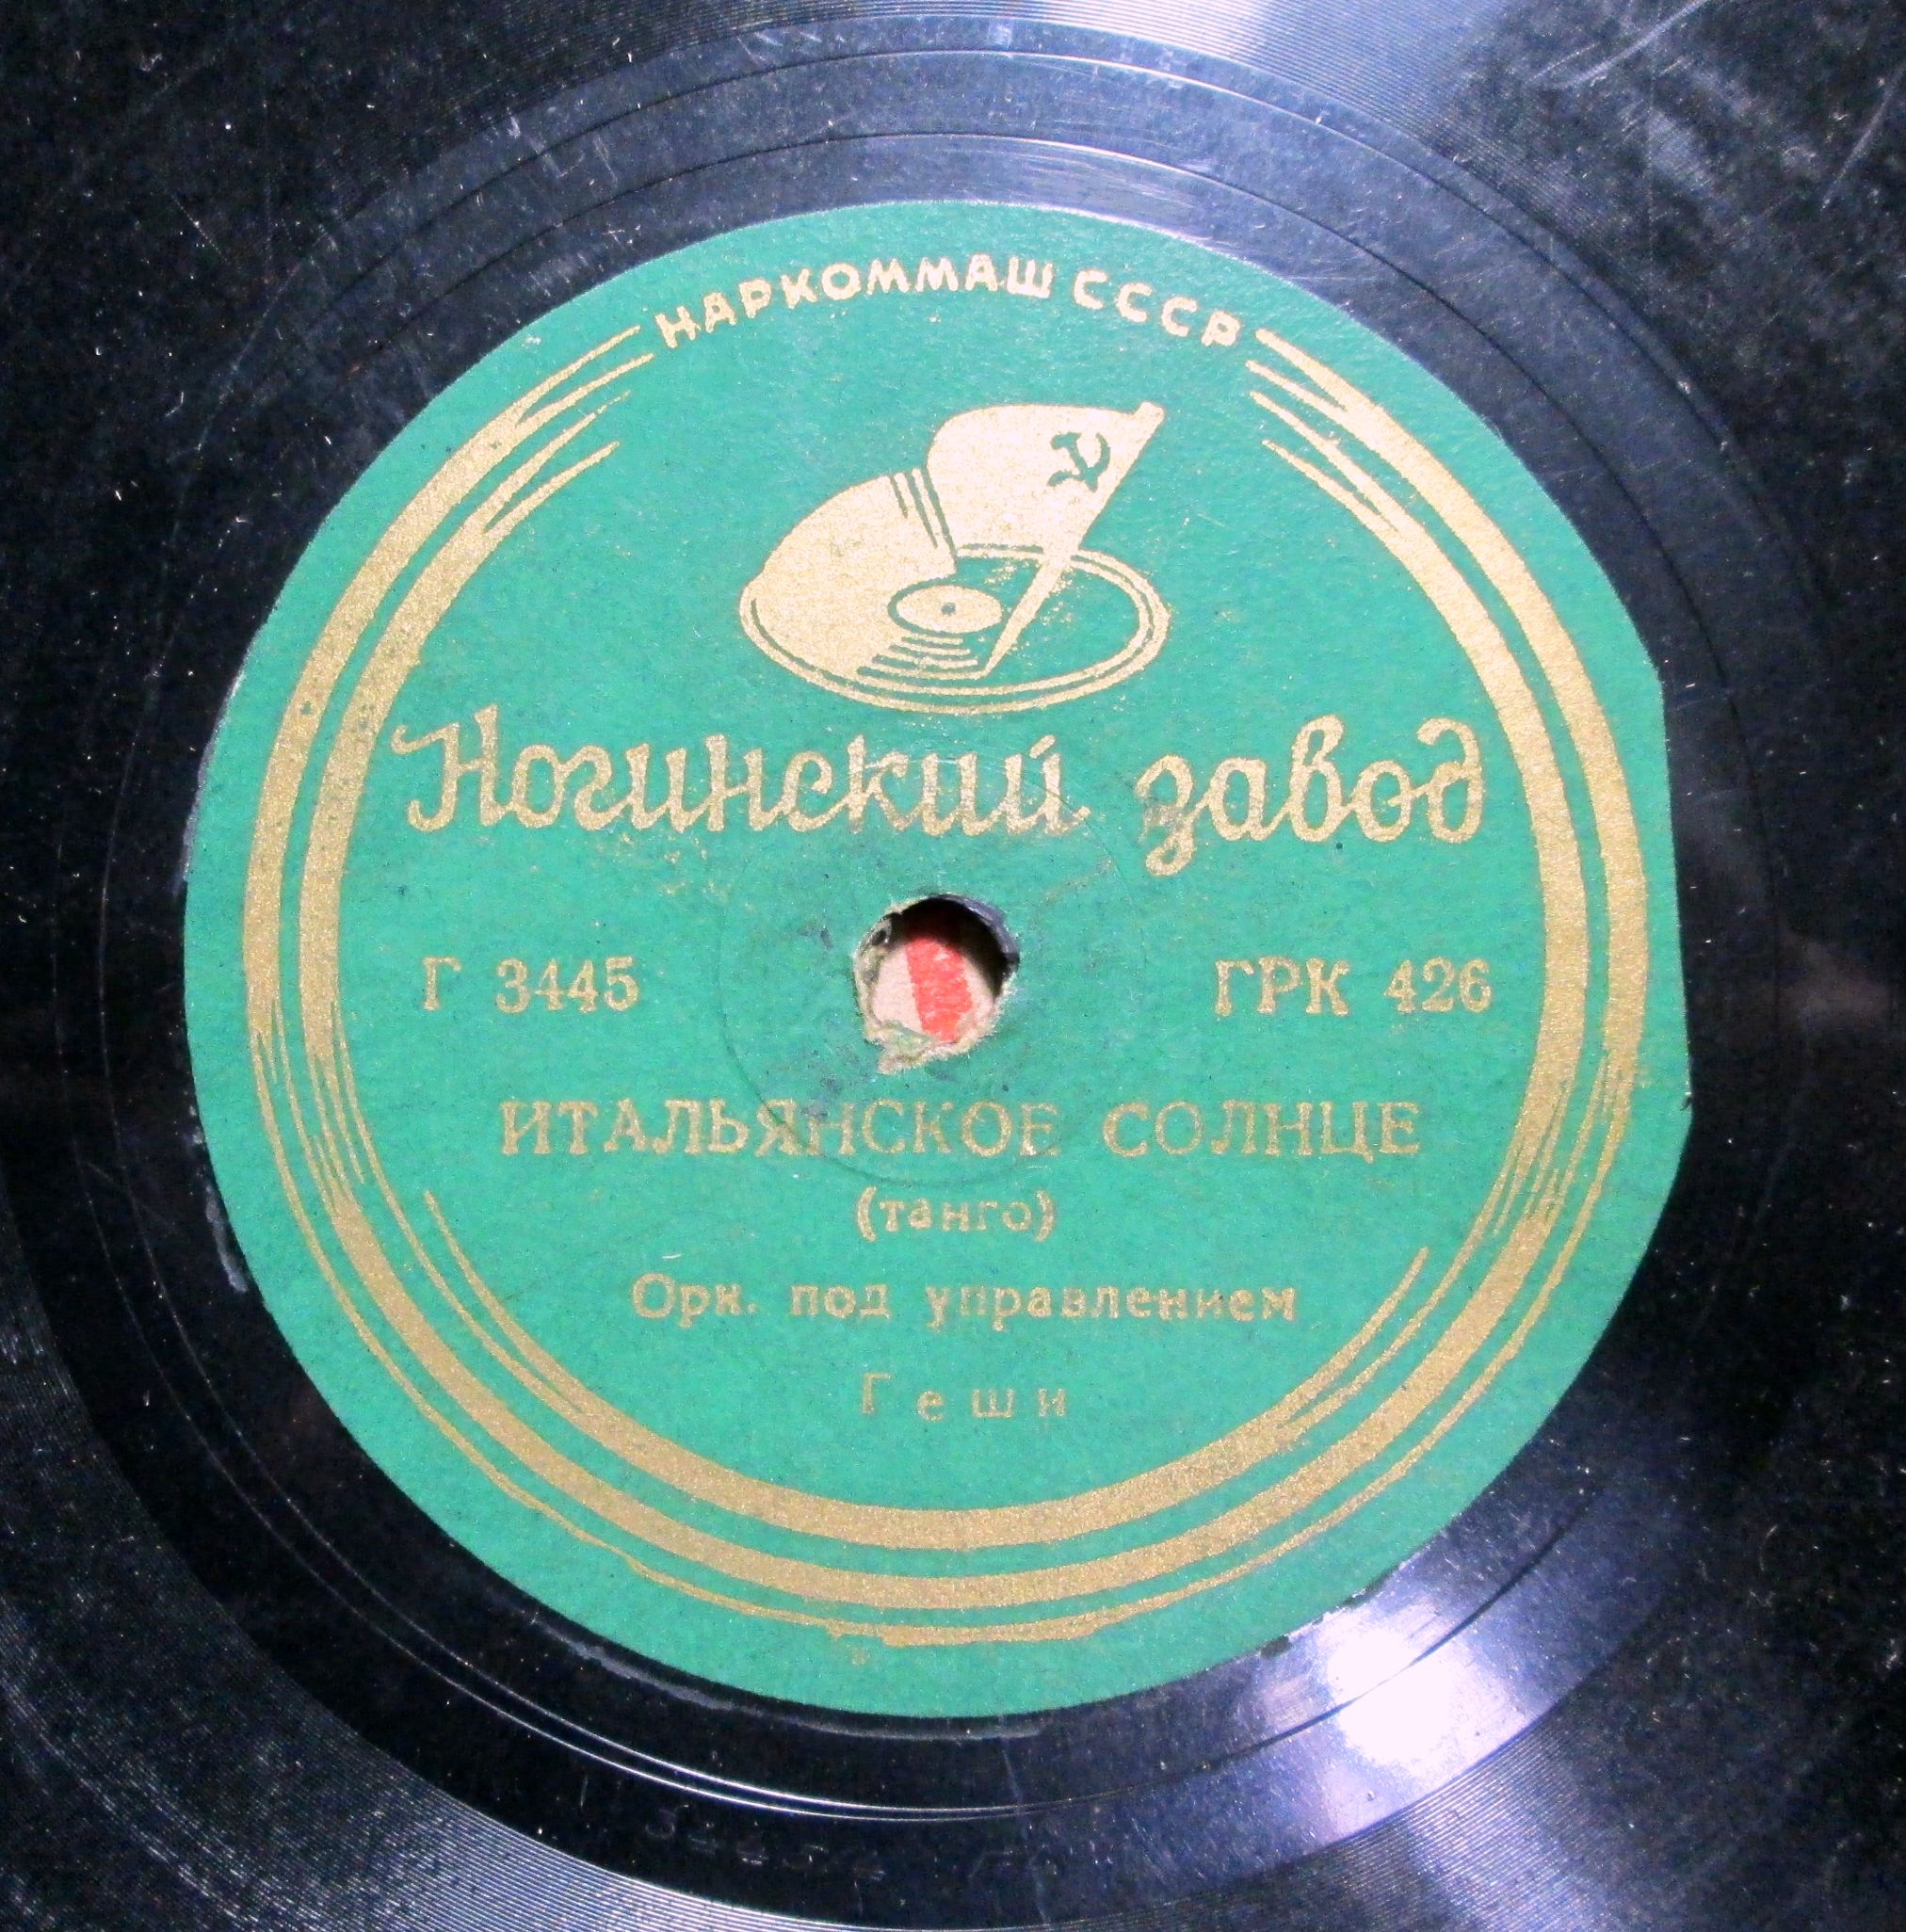 НАРКОММАШ СССР
Ногинский завод
Г 3445 ГРК 426
ИТАЛЬЯНСКОЕ СОЛНЦЕ
(танго)
Орк. под управлением
Геши